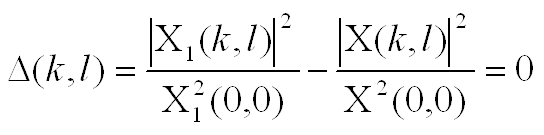 Δ(k,l) = |X₁(k,l)|² / X₁²(0,0) − |X(k,l)|² / X²(0,0) = 0